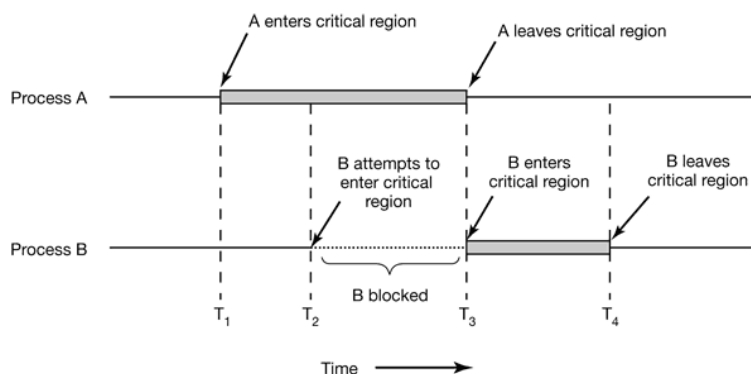 A enters critical region
A leaves critical region
Process A
B attempts to
enter critical
region
B enters
critical region
B leaves
critical region
Process B
B blocked
T1
T2
T3
T4
Time